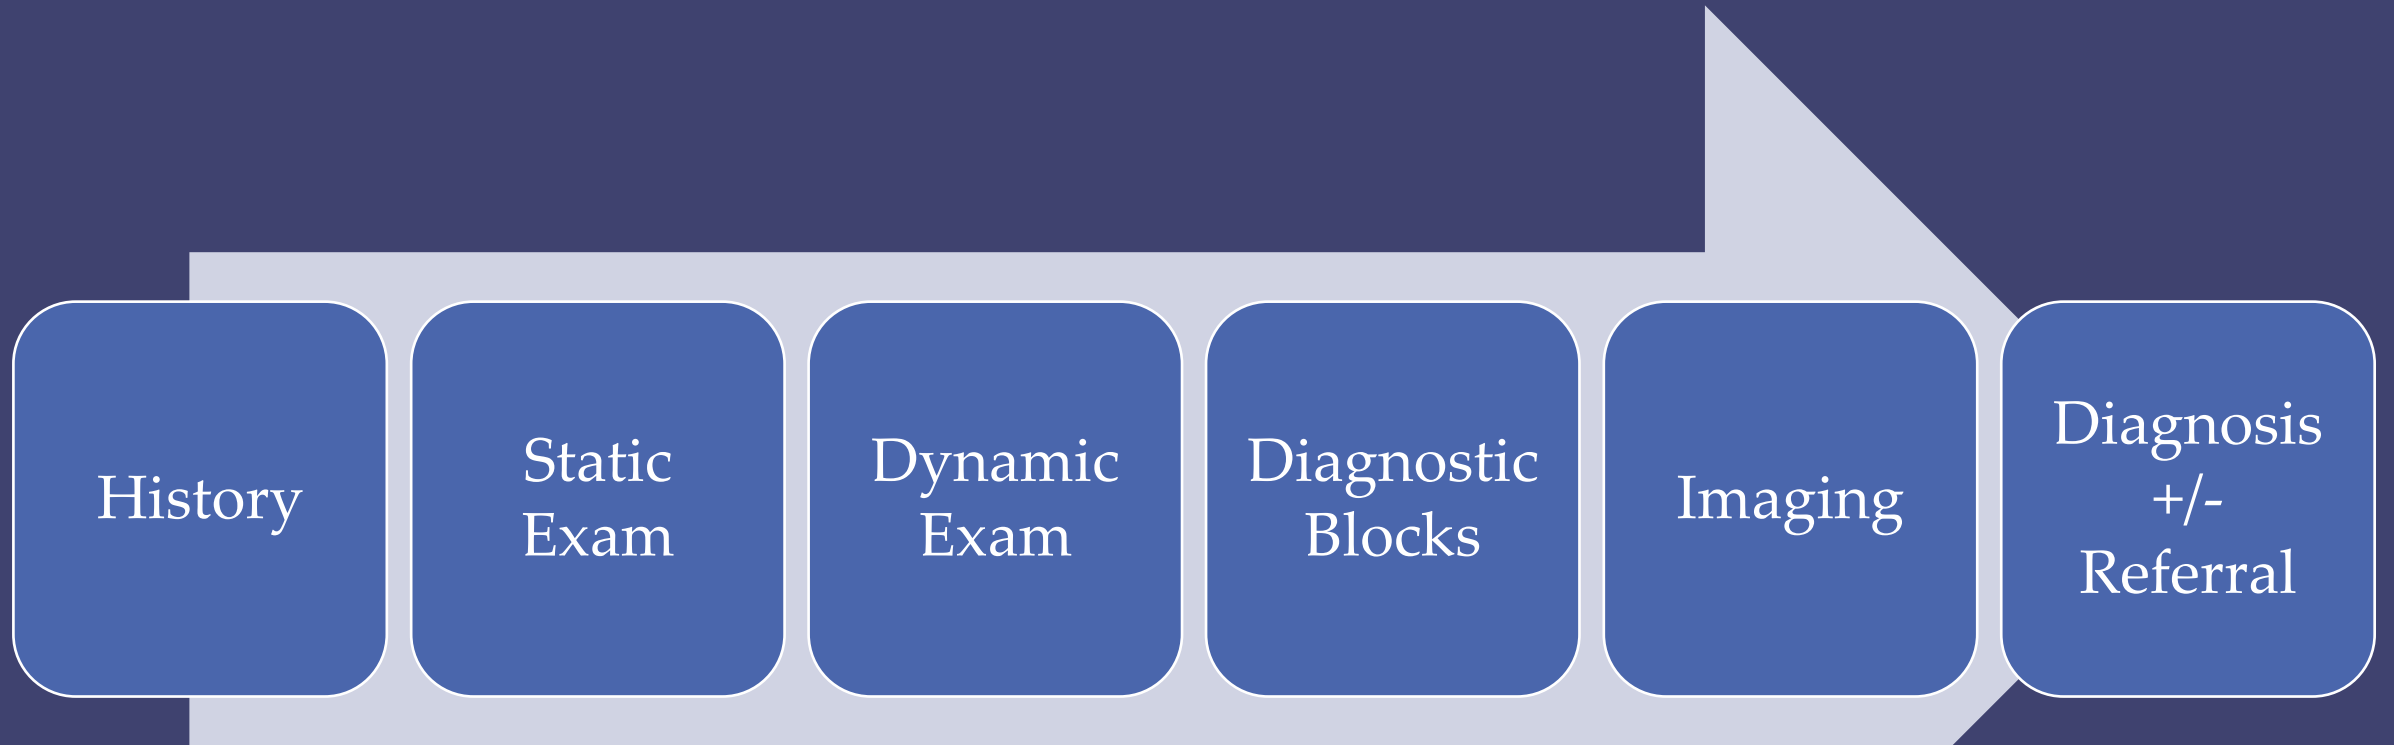 History
Static
Exam
Dynamic
Exam
Diagnostic
Blocks
Imaging
Diagnosis
+/-
Referral